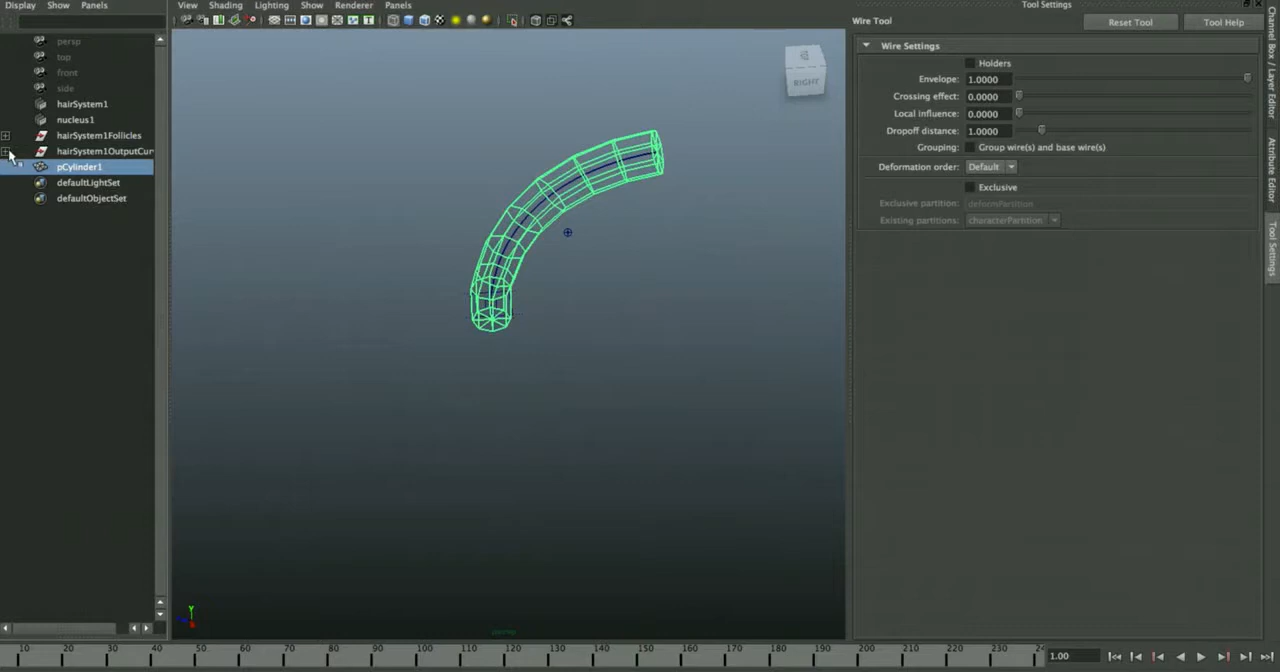 Display Show Panels
View Shading Lighting Show Renderer Panels
Tool Settings
Wire Tool
Reset Tool
Tool Help
Wire Settings
Holders
Envelope: 1.0000
Crossing effect: 0.0000
Local influence: 0.0000
Dropoff distance: 1.0000
Grouping: Group wire(s) and base wire(s)
Deformation order: Default
Exclusive
Exclusive partition: deformPartition
Existing partitions: characterPartition
persp
top
front
side
hairSystem1
nucleus1
hairSystem1Follicles
hairSystem1OutputCur
pCylinder1
defaultLightSet
defaultObjectSet
RIGHT
Y
persp
Channel Box / Layer Editor
Attribute Editor
Tool Settings
10 20 30 40 50 60 70 80 90 100 110 120 130 140 150 160 170 180 190 200 210 220 230
1.00